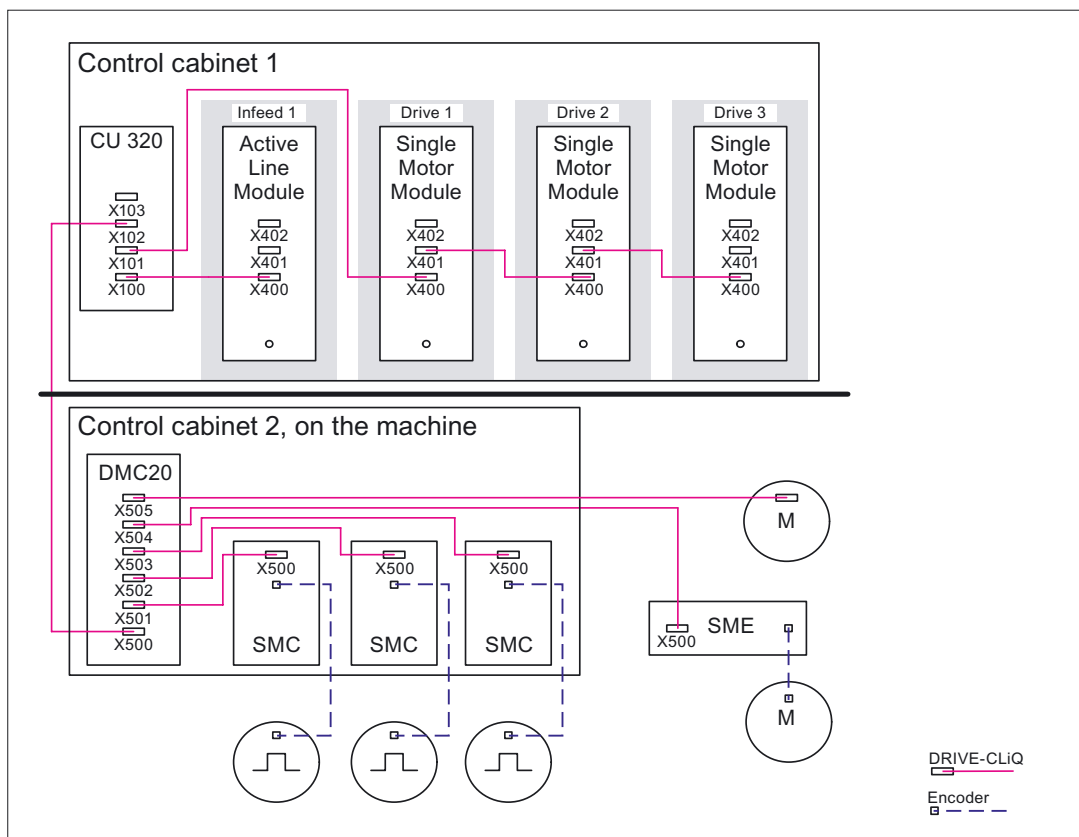 Control cabinet 1
Infeed 1
Drive 1
Drive 2
Drive 3
CU 320
X103
X102
X101
X100
Active
Line
Module
X402
X401
X400
Single
Motor
Module
X402
X401
X400
Single
Motor
Module
X402
X401
X400
Single
Motor
Module
X402
X401
X400
Control cabinet 2, on the machine
DMC20
X505
X504
X503
X502
X501
X500
X500
SMC
X500
SMC
X500
SMC
M
X500
SME
M
DRIVE-CLiQ
Encoder